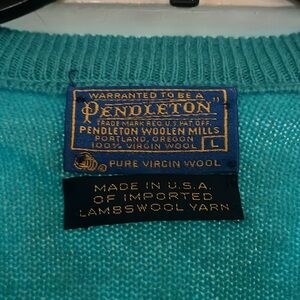 WARRANTED TO BE A
"PENDLETON"
TRADE MARK REG. U.S. PAT. OFF.
PENDLETON WOOLEN MILLS
PORTLAND, OREGON
100% VIRGIN WOOL
L
PURE VIRGIN WOOL
MADE IN U.S.A.
OF IMPORTED
LAMBSWOOL YARN